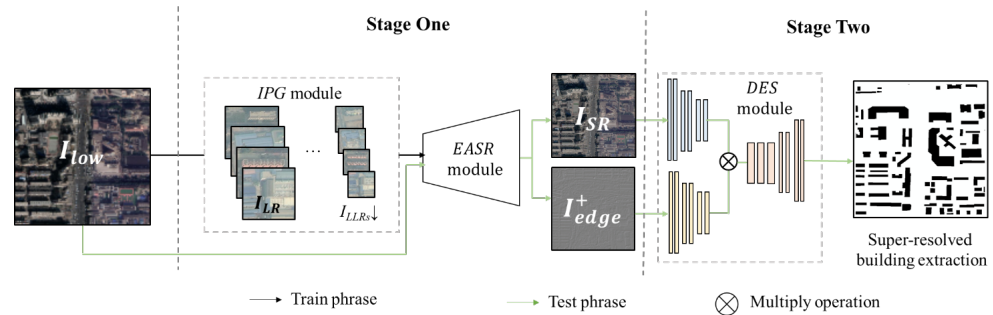 Stage One
Stage Two
IPG module
DES
module
I_low
...
I_LR
I_LLRs↓
EASR
module
I_SR
I^+_edge
Super-resolved
building extraction
Train phrase
Test phrase
Multiply operation